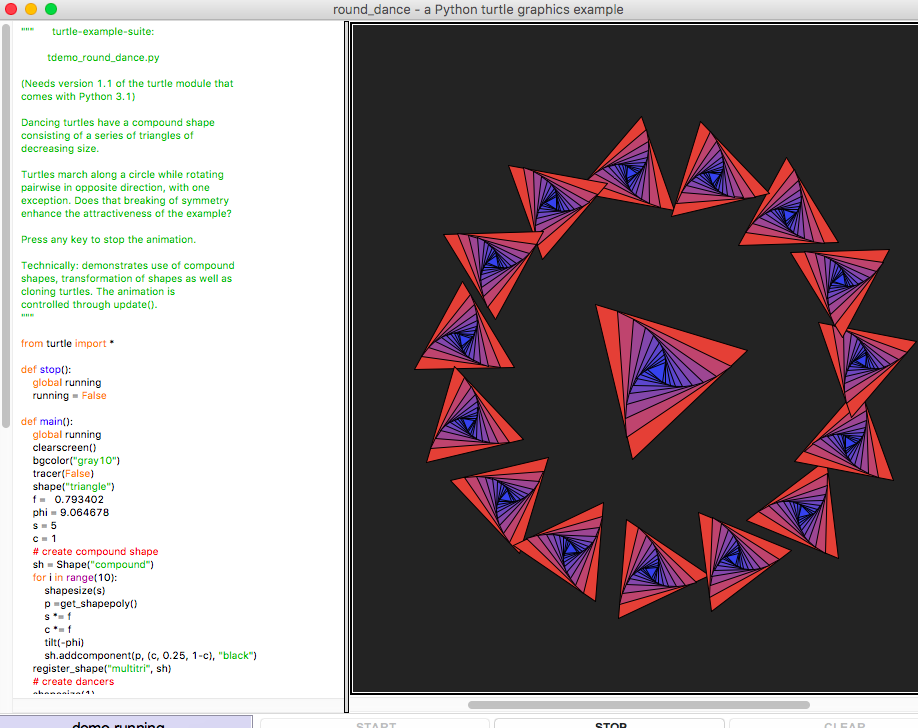 round_dance - a Python turtle graphics example
""" turtle-example-suite:
tdemo_round_dance.py
(Needs version 1.1 of the turtle module that
comes with Python 3.1)
Dancing turtles have a compound shape
consisting of a series of triangles of
decreasing size.
Turtles march along a circle while rotating
pairwise in opposite direction, with one
exception. Does that breaking of symmetry
enhance the attractiveness of the example?
Press any key to stop the animation.
Technically: demonstrates use of compound
shapes, transformation of shapes as well as
cloning turtles. The animation is
controlled through update().
"""
from turtle import *
def stop():
global running
running = False
def main():
global running
clearscreen()
bgcolor("gray10")
tracer(False)
shape("triangle")
f = 0.793402
phi = 9.064678
s = 5
c = 1
# create compound shape
sh = Shape("compound")
for i in range(10):
shapesize(s)
p =get_shapepoly()
s *= f
c *= f
tilt(-phi)
sh.addcomponent(p, (c, 0.25, 1-c), "black")
register_shape("multitri", sh)
# create dancers
shapesize(1)
demo running
START
STOP
CLEAR